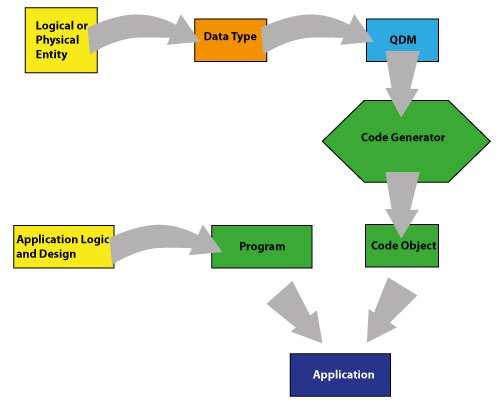 Logical or
Physical
Entity
Data Type
QDM
Code Generator
Application Logic
and Design
Program
Code Object
Application